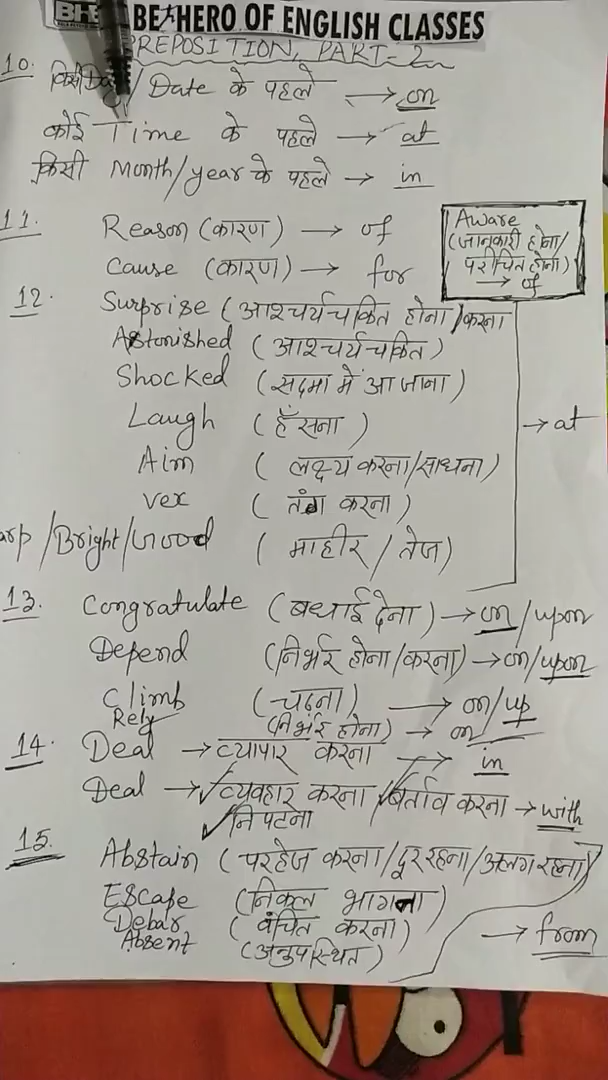 BE A HERO OF ENGLISH CLASSES
PREPOSITION, PART-2
10. किसी Day / Date के पहले → on
कोई Time के पहले → at
किसी Month/year के पहले → in
11. Reason (कारण) → of
Cause (कारण) → for
Aware
(जानकारी होना/
परीचित होना)
→ of
12. Surprise (आश्चर्यचकित होना/करना
Astonished (आश्चर्यचकित)
Shocked (सदमा में आ जाना)
Laugh (हँसना)
Aim (लक्ष्य करना/साधना)
Vex (तंग करना)
arp /Bright/Good (माहीर / तेज)
→ at
13. Congratulate (बधाई देना) → on/upon
Depend (निर्भर होना/करना) → on/upon
Climb (चढ़ना) → on/up
Rely (निर्भर होना) → on
14. Deal → व्यापार करना → in
Deal → व्यवहार करना / बर्ताव करना → with
निपटना
15. Abstain (परहेज करना/दूर रहना/अलग रहना)
Escape (निकल भागना)
Debar (वंचित करना)
Absent (अनुपस्थित)
→ from